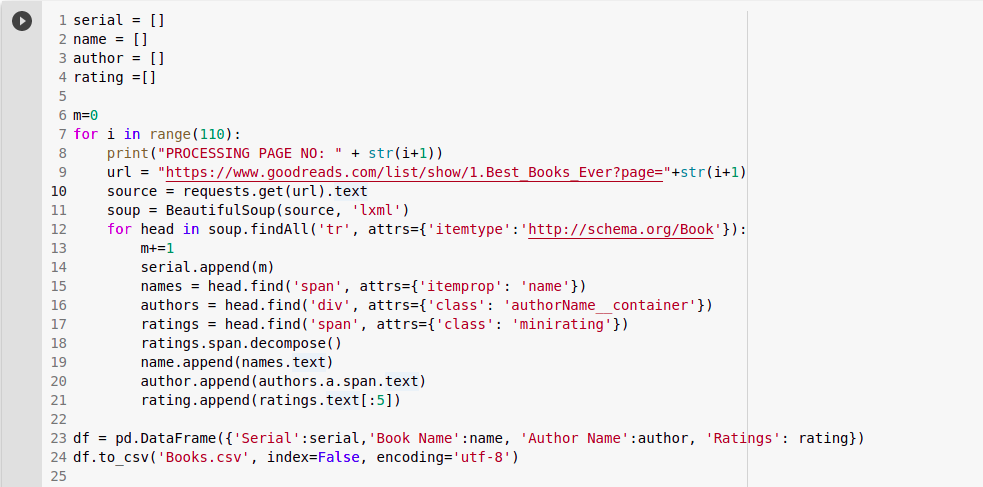 1 serial = []
2 name = []
3 author = []
4 rating =[]
5
6 m=0
7 for i in range(110):
8     print("PROCESSING PAGE NO: " + str(i+1))
9     url = "https://www.goodreads.com/list/show/1.Best_Books_Ever?page="+str(i+1)
10     source = requests.get(url).text
11     soup = BeautifulSoup(source, 'lxml')
12     for head in soup.findAll('tr', attrs={'itemtype':'http://schema.org/Book'}):
13         m+=1
14         serial.append(m)
15         names = head.find('span', attrs={'itemprop': 'name'})
16         authors = head.find('div', attrs={'class': 'authorName__container'})
17         ratings = head.find('span', attrs={'class': 'minirating'})
18         ratings.span.decompose()
19         name.append(names.text)
20         author.append(authors.a.span.text)
21         rating.append(ratings.text[:5])
22
23 df = pd.DataFrame({'Serial':serial,'Book Name':name, 'Author Name':author, 'Ratings': rating})
24 df.to_csv('Books.csv', index=False, encoding='utf-8')
25